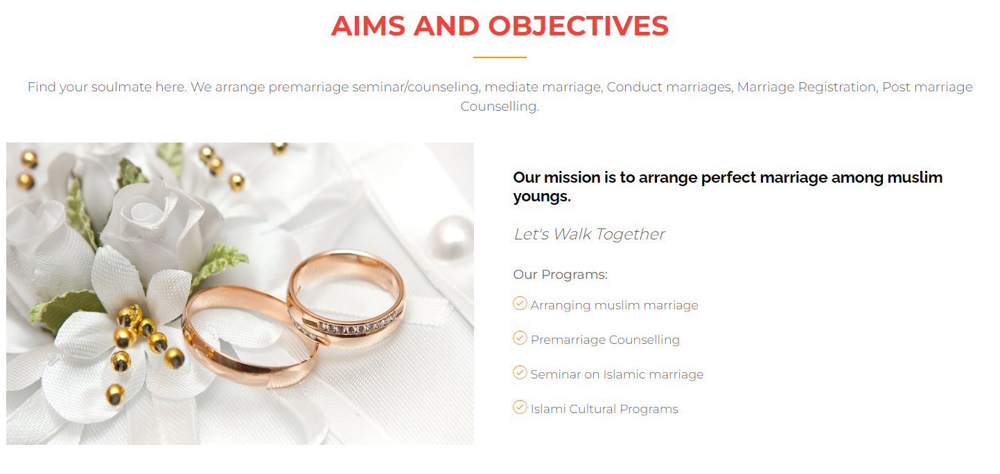 AIMS AND OBJECTIVES
Find your soulmate here. We arrange premarriage seminar/counseling, mediate marriage, Conduct marriages, Marriage Registration, Post marriage
Counselling.
Our mission is to arrange perfect marriage among muslim
youngs.
Let's Walk Together
Our Programs:
Arranging muslim marriage
Premarriage Counselling
Seminar on Islamic marriage
Islami Cultural Programs